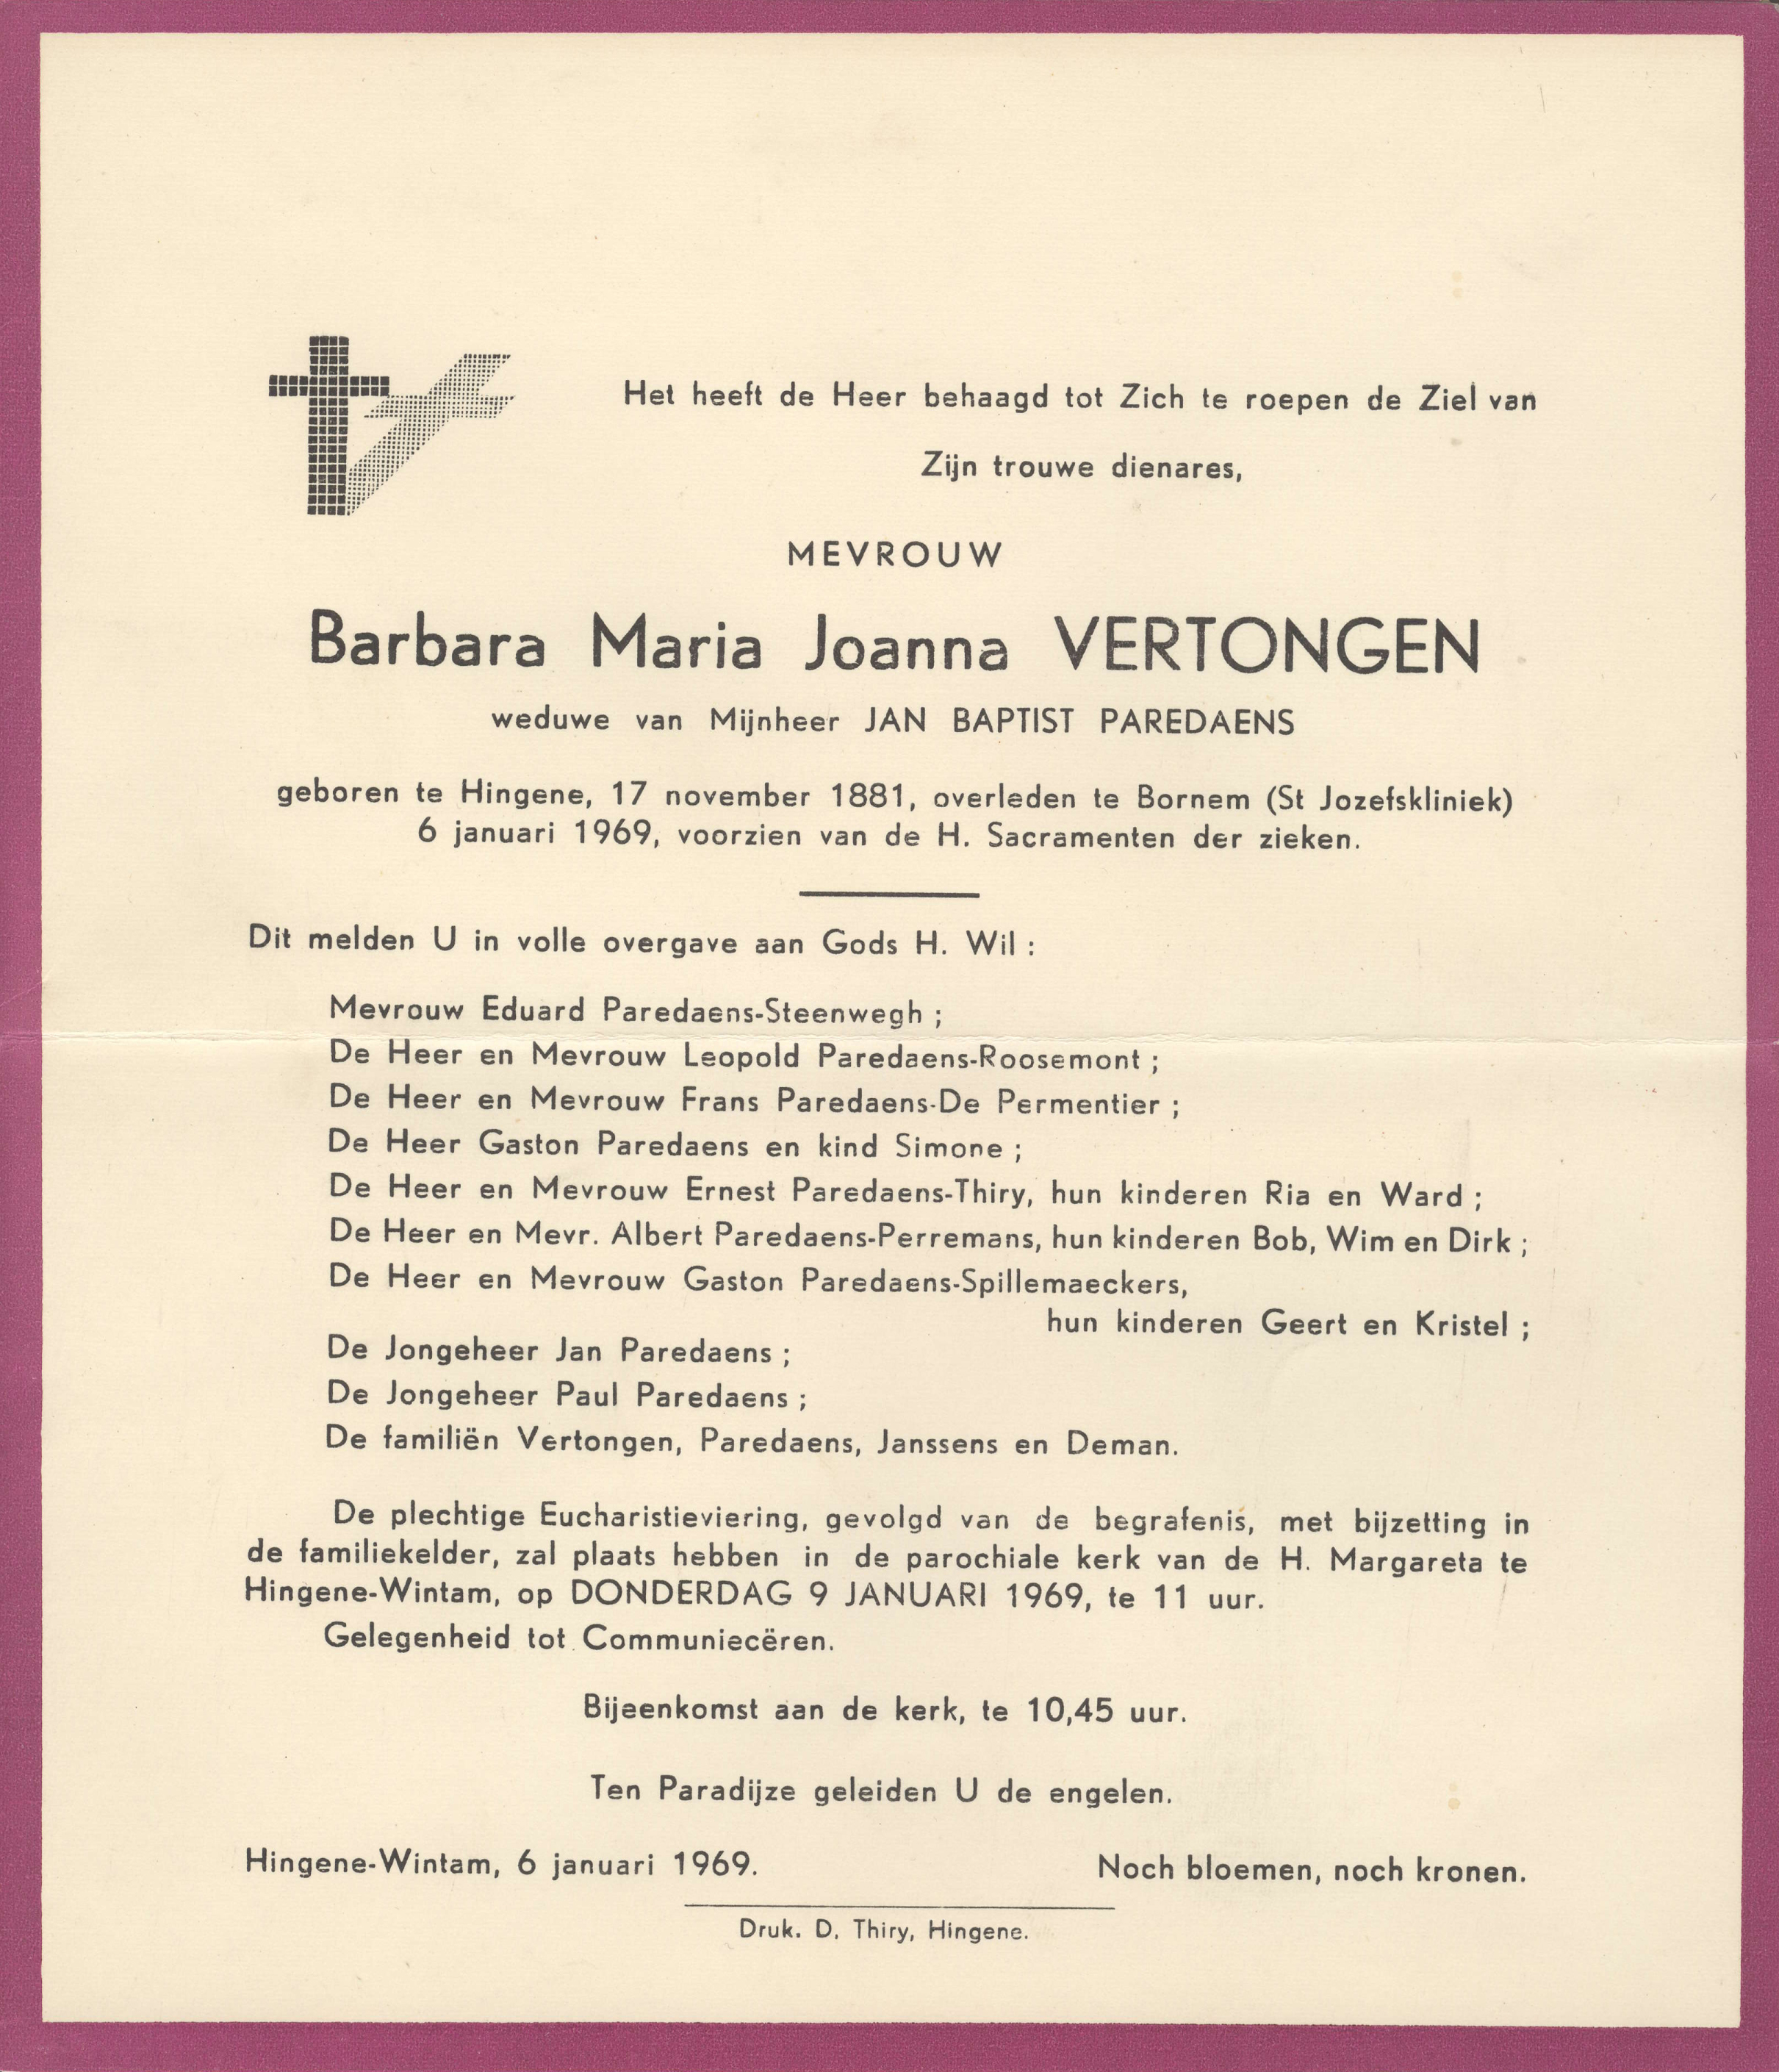 Het heeft de Heer behaagd tot Zich te roepen de Ziel van
Zijn trouwe dienares,
MEVROUW
Barbara Maria Joanna VERTONGEN
weduwe van Mijnheer JAN BAPTIST PAREDAENS
geboren te Hingene, 17 november 1881, overleden te Bornem (St Jozefskliniek)
6 januari 1969, voorzien van de H. Sacramenten der zieken.
Dit melden U in volle overgave aan Gods H. Wil :
Mevrouw Eduard Paredaens-Steenwegh ;
De Heer en Mevrouw Leopold Paredaens-Roosemont ;
De Heer en Mevrouw Frans Paredaens-De Permentier ;
De Heer Gaston Paredaens en kind Simone ;
De Heer en Mevrouw Ernest Paredaens-Thiry, hun kinderen Ria en Ward ;
De Heer en Mevr. Albert Paredaens-Perremans, hun kinderen Bob, Wim en Dirk ;
De Heer en Mevrouw Gaston Paredaens-Spillemaeckers,
hun kinderen Geert en Kristel ;
De Jongeheer Jan Paredaens ;
De Jongeheer Paul Paredaens ;
De familiën Vertongen, Paredaens, Janssens en Deman.
De plechtige Eucharistieviering, gevolgd van de begrafenis, met bijzetting in
de familiekelder, zal plaats hebben in de parochiale kerk van de H. Margareta te
Hingene-Wintam, op DONDERDAG 9 JANUARI 1969, te 11 uur.
Gelegenheid tot Communiecëren.
Bijeenkomst aan de kerk, te 10,45 uur.
Ten Paradijze geleiden U de engelen.
Hingene-Wintam, 6 januari 1969.
Noch bloemen, noch kronen.
Druk. D. Thiry, Hingene.